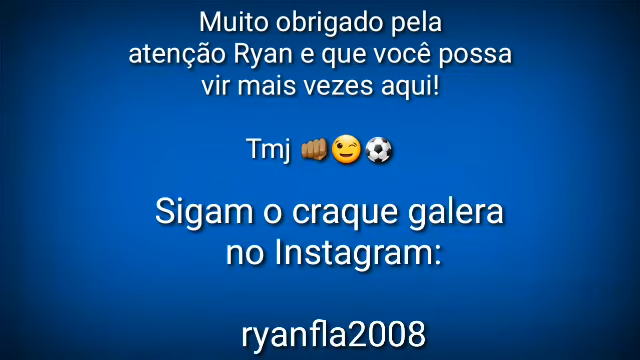 Muito obrigado pela
atenção Ryan e que você possa
vir mais vezes aqui!
Tmj 👊🏽😉⚽
Sigam o craque galera
no Instagram:
ryanfla2008